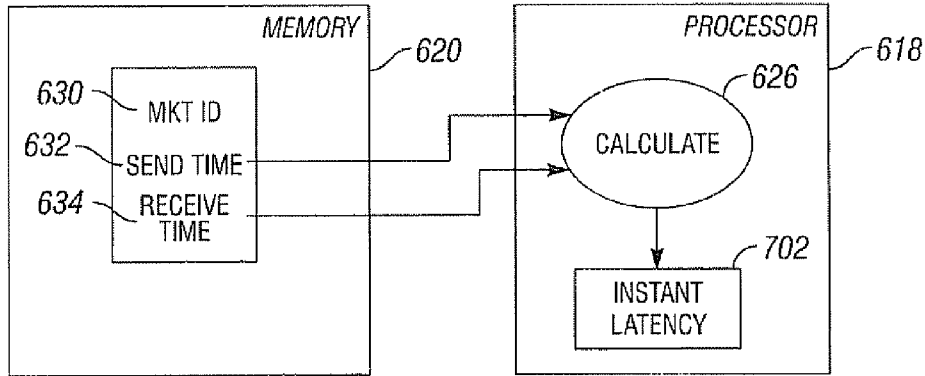 MEMORY
620
630
MKT ID
632
SEND TIME
634
RECEIVE
TIME
PROCESSOR
618
626
CALCULATE
702
INSTANT
LATENCY